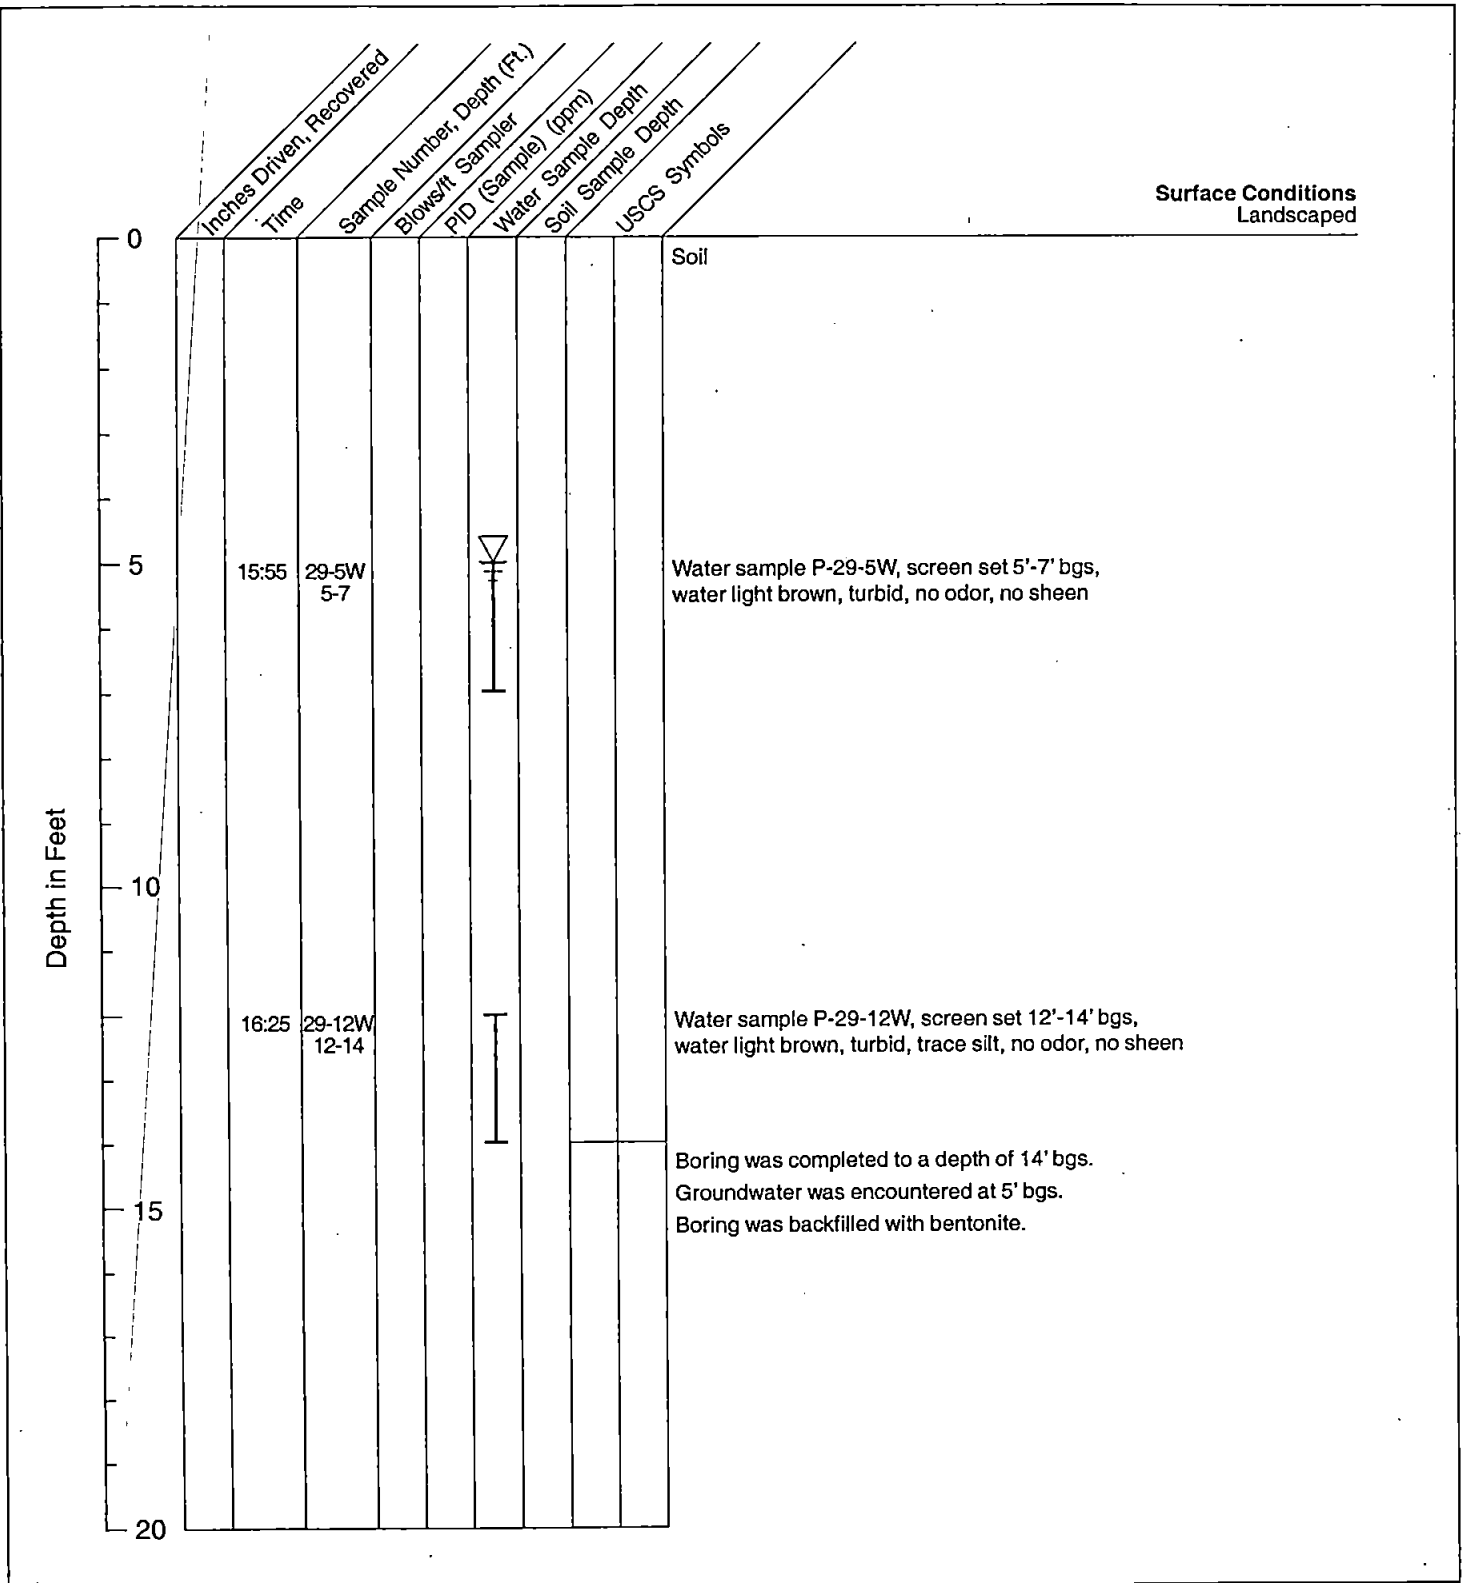 Inches Driven, Recovered
Time
Sample Number, Depth (Ft.)
Blows/ft Sampler
PID (Sample) (ppm)
Water Sample Depth
Soil Sample Depth
USCS Symbols
Surface Conditions
Landscaped
0
Soil
5
15:55 29-5W
5-7
Water sample P-29-5W, screen set 5'-7' bgs,
water light brown, turbid, no odor, no sheen
Depth in Feet
10
16:25 29-12W
12-14
Water sample P-29-12W, screen set 12'-14' bgs,
water light brown, turbid, trace silt, no odor, no sheen
Boring was completed to a depth of 14' bgs.
Groundwater was encountered at 5' bgs.
15
Boring was backfilled with bentonite.
20